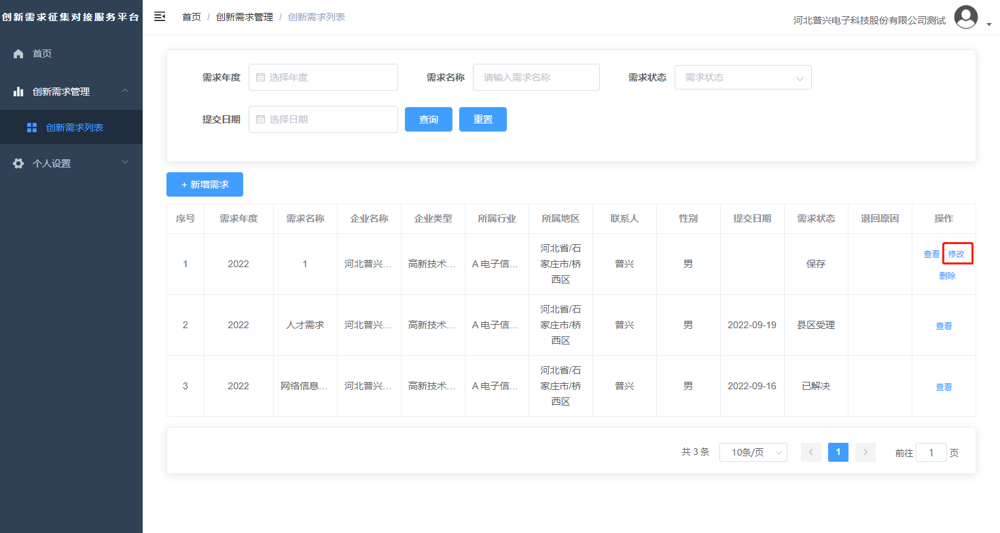 创新需求征集对接服务平台
首页
创新需求管理
创新需求列表
个人设置
首页 / 创新需求管理 / 创新需求列表
河北普兴电子科技股份有限公司测试
需求年度 选择年度 需求名称 请输入需求名称 需求状态 需求状态
提交日期 选择日期 查询 重置
+ 新增需求
序号 需求年度 需求名称 企业名称 企业类型 所属行业 所属地区 联系人 性别 提交日期 需求状态 退回原因 操作
1 2022 1 河北普兴... 高新技术... A 电子信... 河北省/石
家庄市/桥
西区 普兴 男 保存 查看 修改
删除
2 2022 人才需求 河北普兴... 高新技术... A 电子信... 河北省/石
家庄市/桥
西区 普兴 男 2022-09-19 县区受理 查看
3 2022 网络信息... 河北普兴... 高新技术... A 电子信... 河北省/石
家庄市/桥
西区 普兴 男 2022-09-16 已解决 查看
共 3 条 10条/页 1 前往 1 页